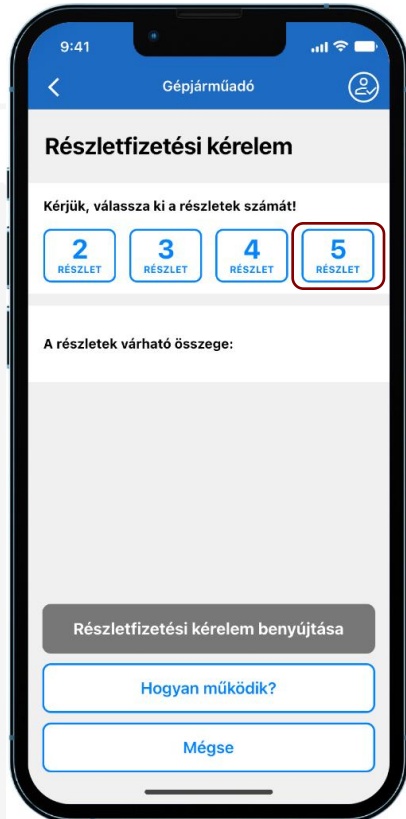 9:41
Gépjárműadó
Részletfizetési kérelem
Kérjük, válassza ki a részletek számát!
2 3 4 5
RÉSZLET RÉSZLET RÉSZLET RÉSZLET
A részletek várható összege:
Részletfizetési kérelem benyújtása
Hogyan működik?
Mégse